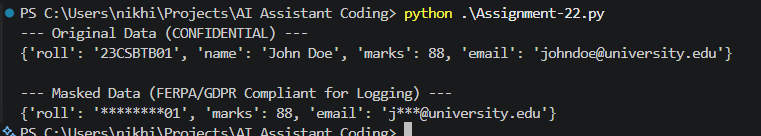 PS C:\Users\nikhi\Projects\AI Assistant Coding> python .\Assignment-22.py
--- Original Data (CONFIDENTIAL) ---
{'roll': '23CSBTB01', 'name': 'John Doe', 'marks': 88, 'email': 'johndoe@university.edu'}

--- Masked Data (FERPA/GDPR Compliant for Logging) ---
{'roll': '********01', 'marks': 88, 'email': 'j***@university.edu'}
PS C:\Users\nikhi\Projects\AI Assistant Coding>